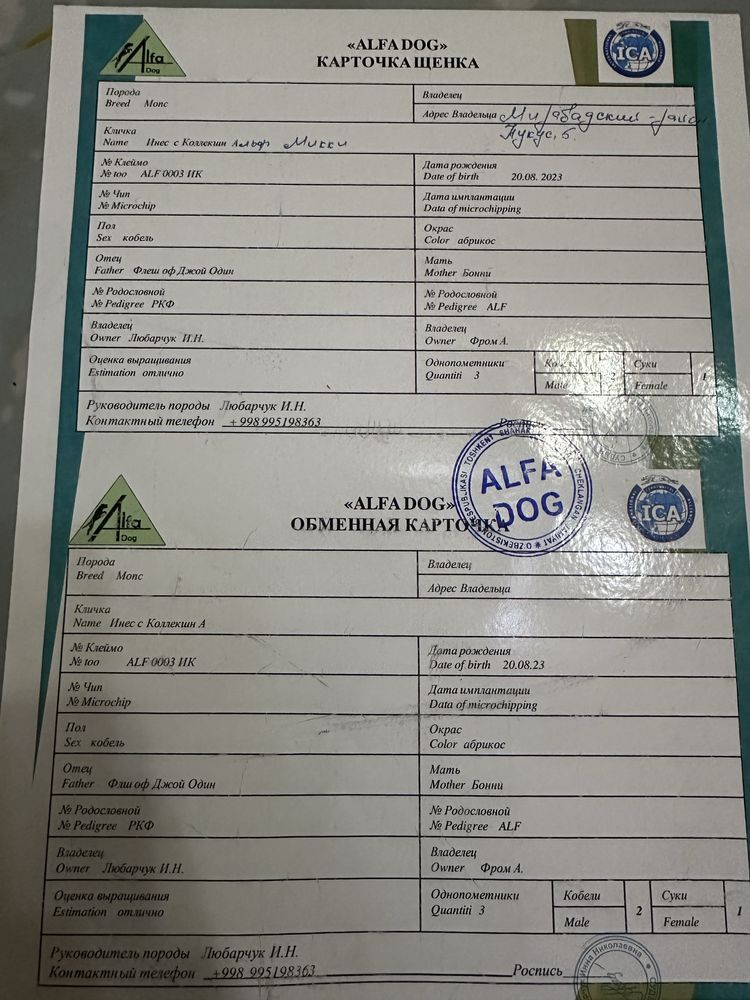 Alfa
Dog
«ALFA DOG»
КАРТОЧКА ЩЕНКА
ICA
Порода
Breed Мопс
Владелец
Адрес Владельца Мирабадский-район
Нукус, 5.
Кличка
Name Инес с Коллекшн Альфа Микки
№ Клеймо
№ too ALF 0003 ИК
Дата рождения
Date of birth 20.08. 2023
№ Чип
№ Microchip
Дата имплантации
Data of microchipping
Пол
Sex кобель
Окрас
Color абрикос
Отец
Father Флеш оф Джой Один
Мать
Mother Бонни
№ Родословной
№ Pedigree РКФ
№ Родословной
№ Pedigree ALF
Владелец
Owner Любарчук И.Н.
Владелец
Owner Фром А.
Оценка выращивания
Estimation отлично
Однопометники
Quantiti 3
Male
Суки
Female 1
Руководитель породы Любарчук И.Н.
Контактный телефон +998 995198363
ALFA
DOG
Alfa
Dog
«ALFA DOG»
ОБМЕННАЯ КАРТОЧКА
ICA
Порода
Breed Мопс
Владелец
Адрес Владельца
Кличка
Name Инес с Коллекшн А
№ Клеймо
№ too ALF 0003 ИК
Дата рождения
Date of birth 20.08.23
№ Чип
№ Microchip
Дата имплантации
Data of microchipping
Пол
Sex кобель
Окрас
Color абрикос
Отец
Father Флш оф Джой Один
Мать
Mother Бонни
№ Родословной
№ Pedigree РКФ
№ Родословной
№ Pedigree ALF
Владелец
Owner Любарчук И.Н.
Владелец
Owner Фром А.
Оценка выращивания
Estimation отлично
Однопометники
Quantiti 3
Кобели
Male 2
Суки
Female 1
Руководитель породы Любарчук И.Н.
Контактный телефон +998 995198363 Роспись